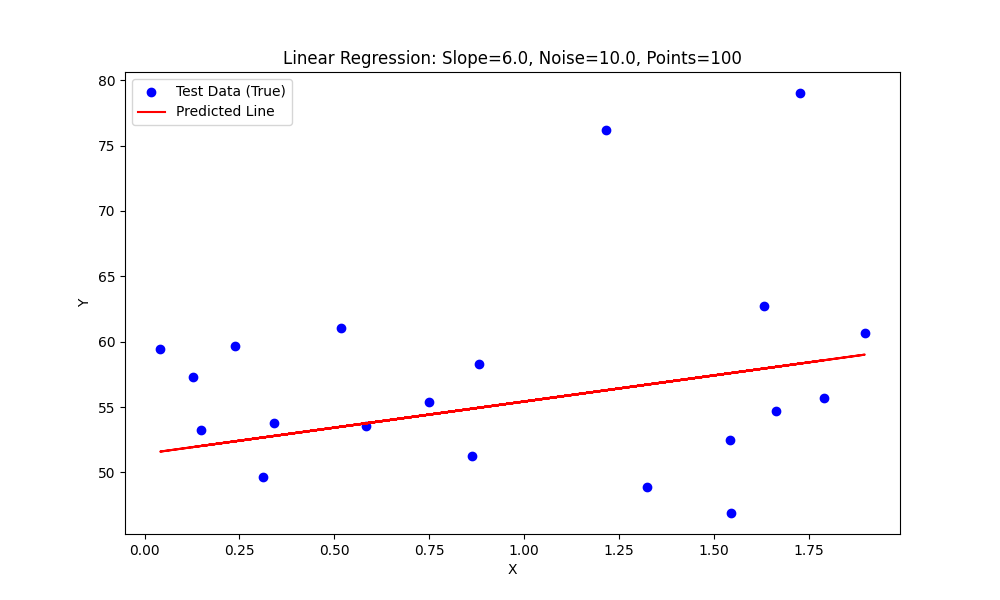 Linear Regression: Slope=6.0, Noise=10.0, Points=100
Test Data (True)
Predicted Line
80
75
70
65
60
55
50
Y
0.00 0.25 0.50 0.75 1.00 1.25 1.50 1.75
X